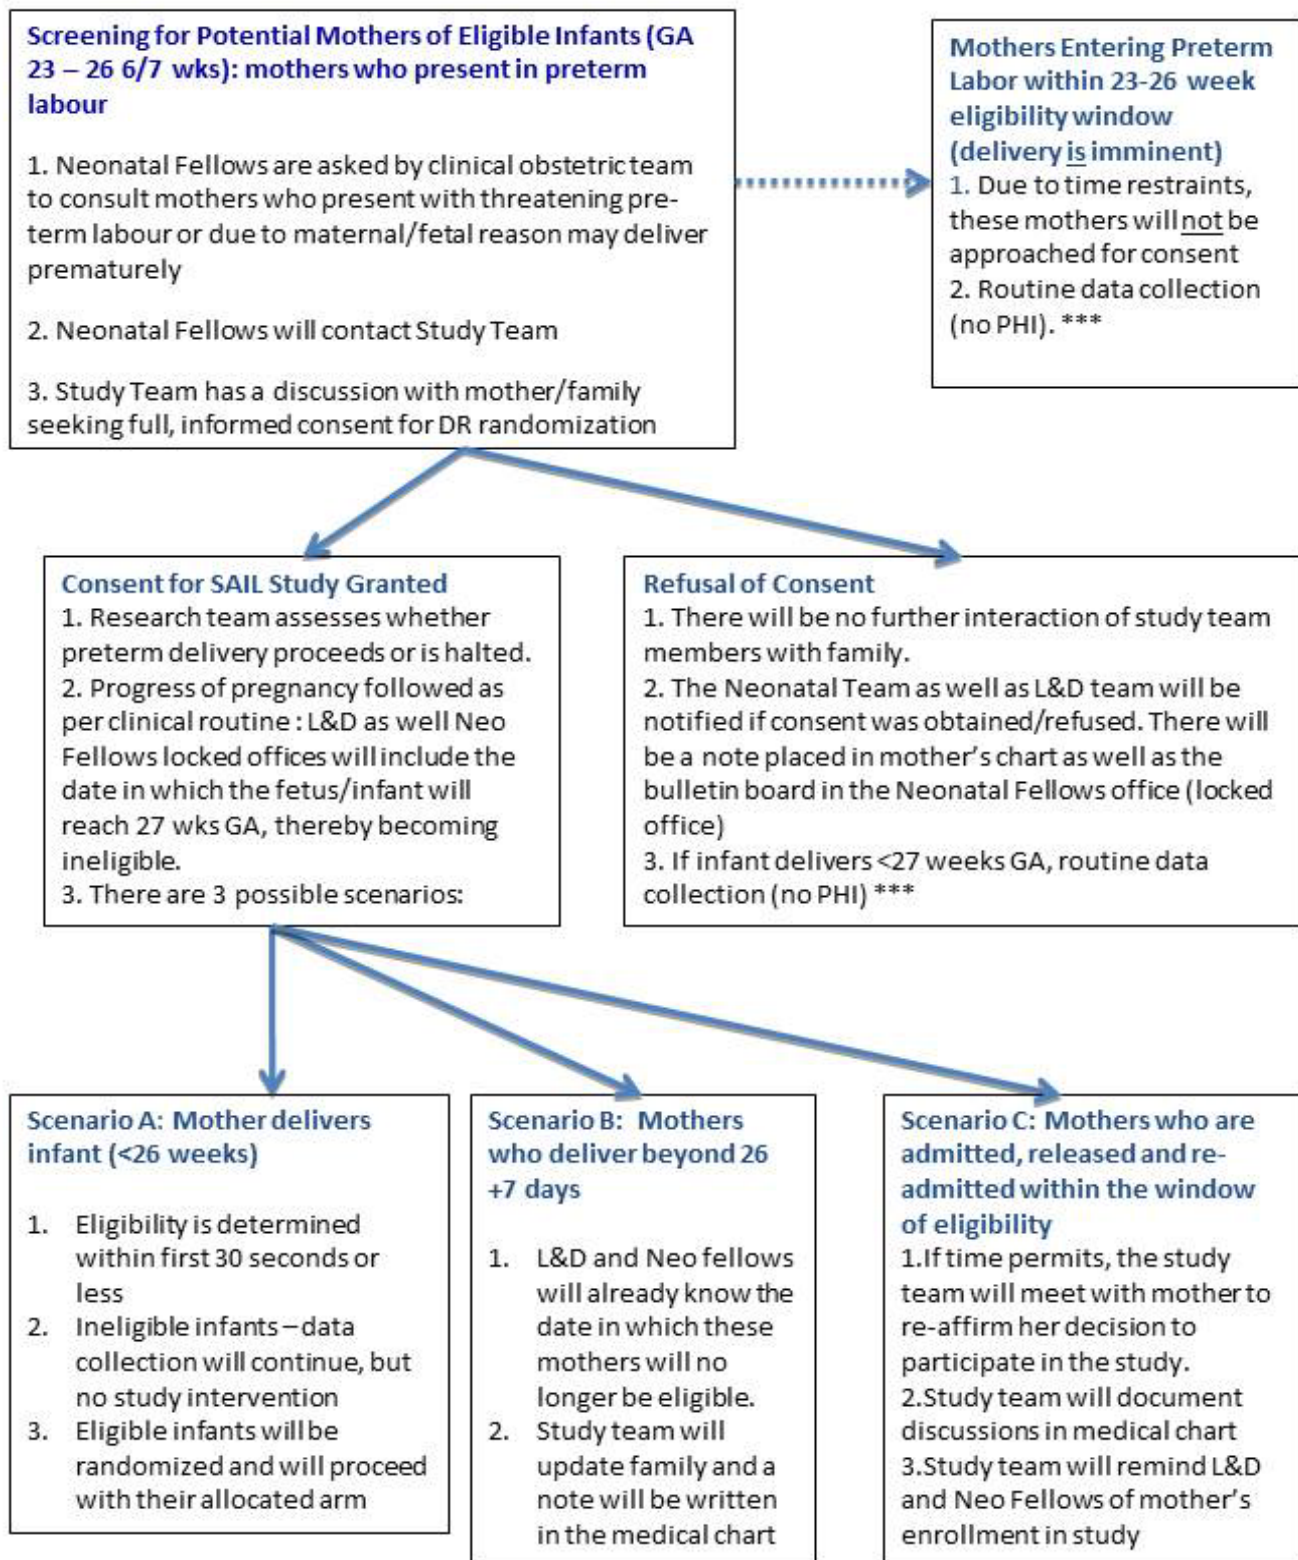 Screening for Potential Mothers of Eligible Infants (GA
23 – 26 6/7 wks): mothers who present in preterm
labour
1. Neonatal Fellows are asked by clinical obstetric team
to consult mothers who present with threatening pre-
term labour or due to maternal/fetal reason may deliver
prematurely
2. Neonatal Fellows will contact Study Team
3. Study Team has a discussion with mother/family
seeking full, informed consent for DR randomization
Mothers Entering Preterm
Labor within 23-26 week
eligibility window
(delivery is imminent)
1. Due to time restraints,
these mothers will not be
approached for consent
2. Routine data collection
(no PHI). ***
Consent for SAIL Study Granted
1. Research team assesses whether
preterm delivery proceeds or is halted.
2. Progress of pregnancy followed as
per clinical routine : L&D as well Neo
Fellows locked offices will include the
date in which the fetus/infant will
reach 27 wks GA, thereby becoming
ineligible.
3. There are 3 possible scenarios:
Refusal of Consent
1. There will be no further interaction of study team
members with family.
2. The Neonatal Team as well as L&D team will be
notified if consent was obtained/refused. There will
be a note placed in mother's chart as well as the
bulletin board in the Neonatal Fellows office (locked
office)
3. If infant delivers <27 weeks GA, routine data
collection (no PHI) ***
Scenario A: Mother delivers
infant (<26 weeks)
1. Eligibility is determined
within first 30 seconds or
less
2. Ineligible infants – data
collection will continue, but
no study intervention
3. Eligible infants will be
randomized and will proceed
with their allocated arm
Scenario B: Mothers
who deliver beyond 26
+7 days
1. L&D and Neo fellows
will already know the
date in which these
mothers will no
longer be eligible.
2. Study team will
update family and a
note will be written
in the medical chart
Scenario C: Mothers who are
admitted, released and re-
admitted within the window
of eligibility
1.If time permits, the study
team will meet with mother to
re-affirm her decision to
participate in the study.
2.Study team will document
discussions in medical chart
3.Study team will remind L&D
and Neo Fellows of mother's
enrollment in study